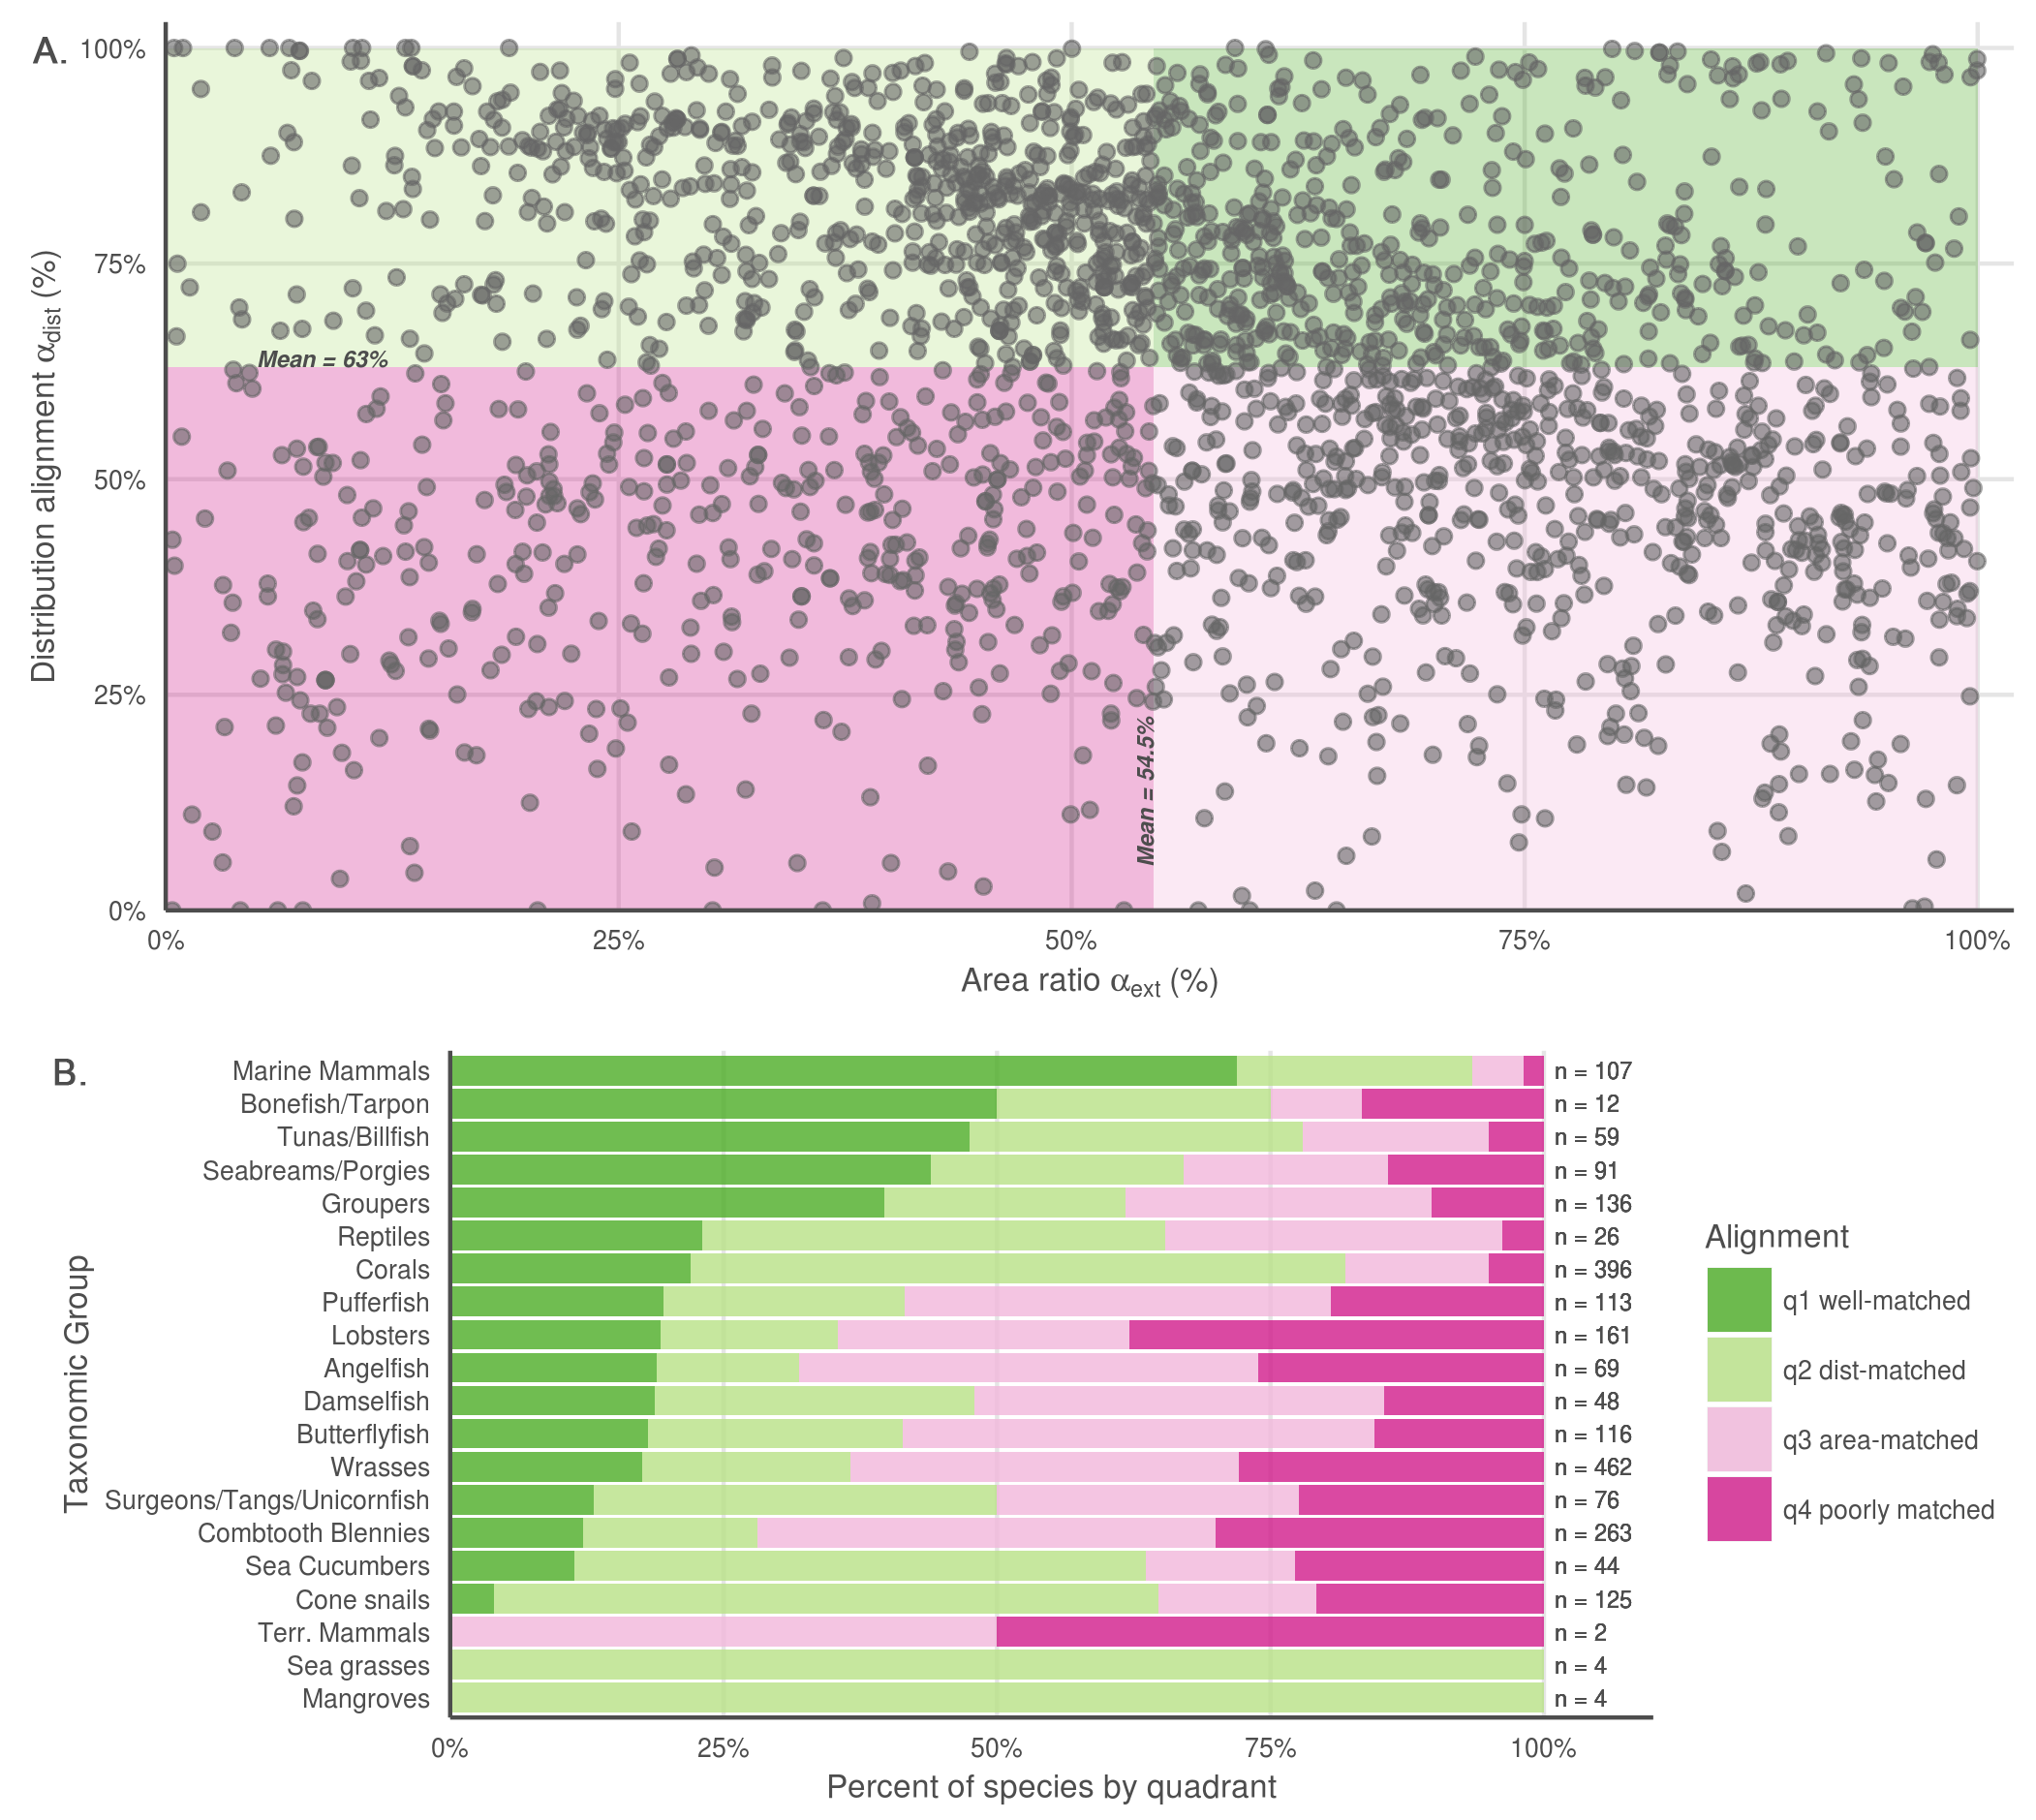 A.
100%
75%
50%
25%
0%
Distribution alignment αdist (%)
Mean = 63%
Mean = 54.5%
0%
25%
50%
75%
100%
Area ratio αext (%)
B.
Taxonomic Group
Marine Mammals n = 107
Bonefish/Tarpon n = 12
Tunas/Billfish n = 59
Seabreams/Porgies n = 91
Groupers n = 136
Reptiles n = 26
Corals n = 396
Pufferfish n = 113
Lobsters n = 161
Angelfish n = 69
Damselfish n = 48
Butterflyfish n = 116
Wrasses n = 462
Surgeons/Tangs/Unicornfish n = 76
Combtooth Blennies n = 263
Sea Cucumbers n = 44
Cone snails n = 125
Terr. Mammals n = 2
Sea grasses n = 4
Mangroves n = 4
0%
25%
50%
75%
100%
Percent of species by quadrant
Alignment
q1 well-matched
q2 dist-matched
q3 area-matched
q4 poorly matched